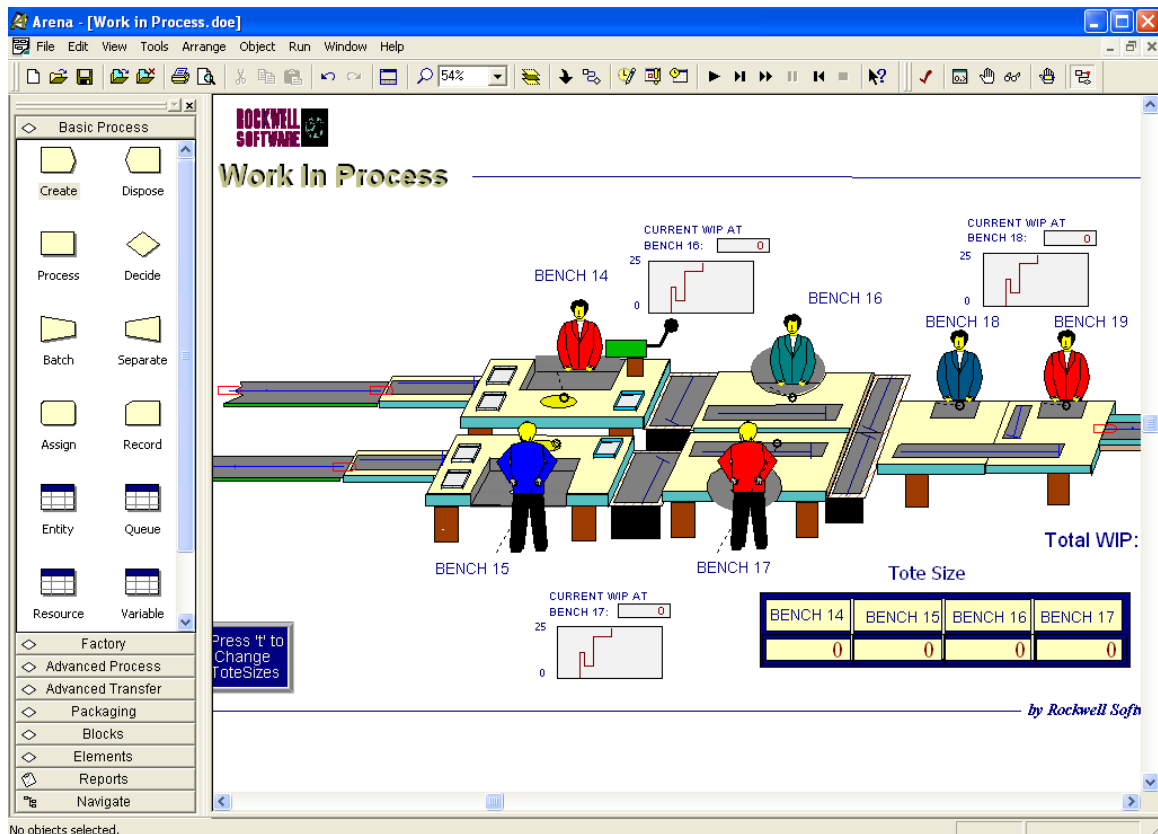 Arena - [Work in Process.doe]
File Edit View Tools Arrange Object Run Window Help
54%
Basic Process
Create Dispose
Process Decide
Batch Separate
Assign Record
Entity Queue
Resource Variable
Factory
Advanced Process
Advanced Transfer
Packaging
Blocks
Elements
Reports
Navigate
ROCKWELL
SOFTWARE
Work In Process
CURRENT WIP AT
BENCH 16: 0
25
0
CURRENT WIP AT
BENCH 18: 0
25
0
BENCH 14
BENCH 16
BENCH 18
BENCH 19
BENCH 15
BENCH 17
Total WIP:
CURRENT WIP AT
BENCH 17: 0
25
0
Tote Size
BENCH 14 BENCH 15 BENCH 16 BENCH 17
0 0 0 0
Press 't' to
Change
ToteSizes
by Rockwell Soft
No objects selected.